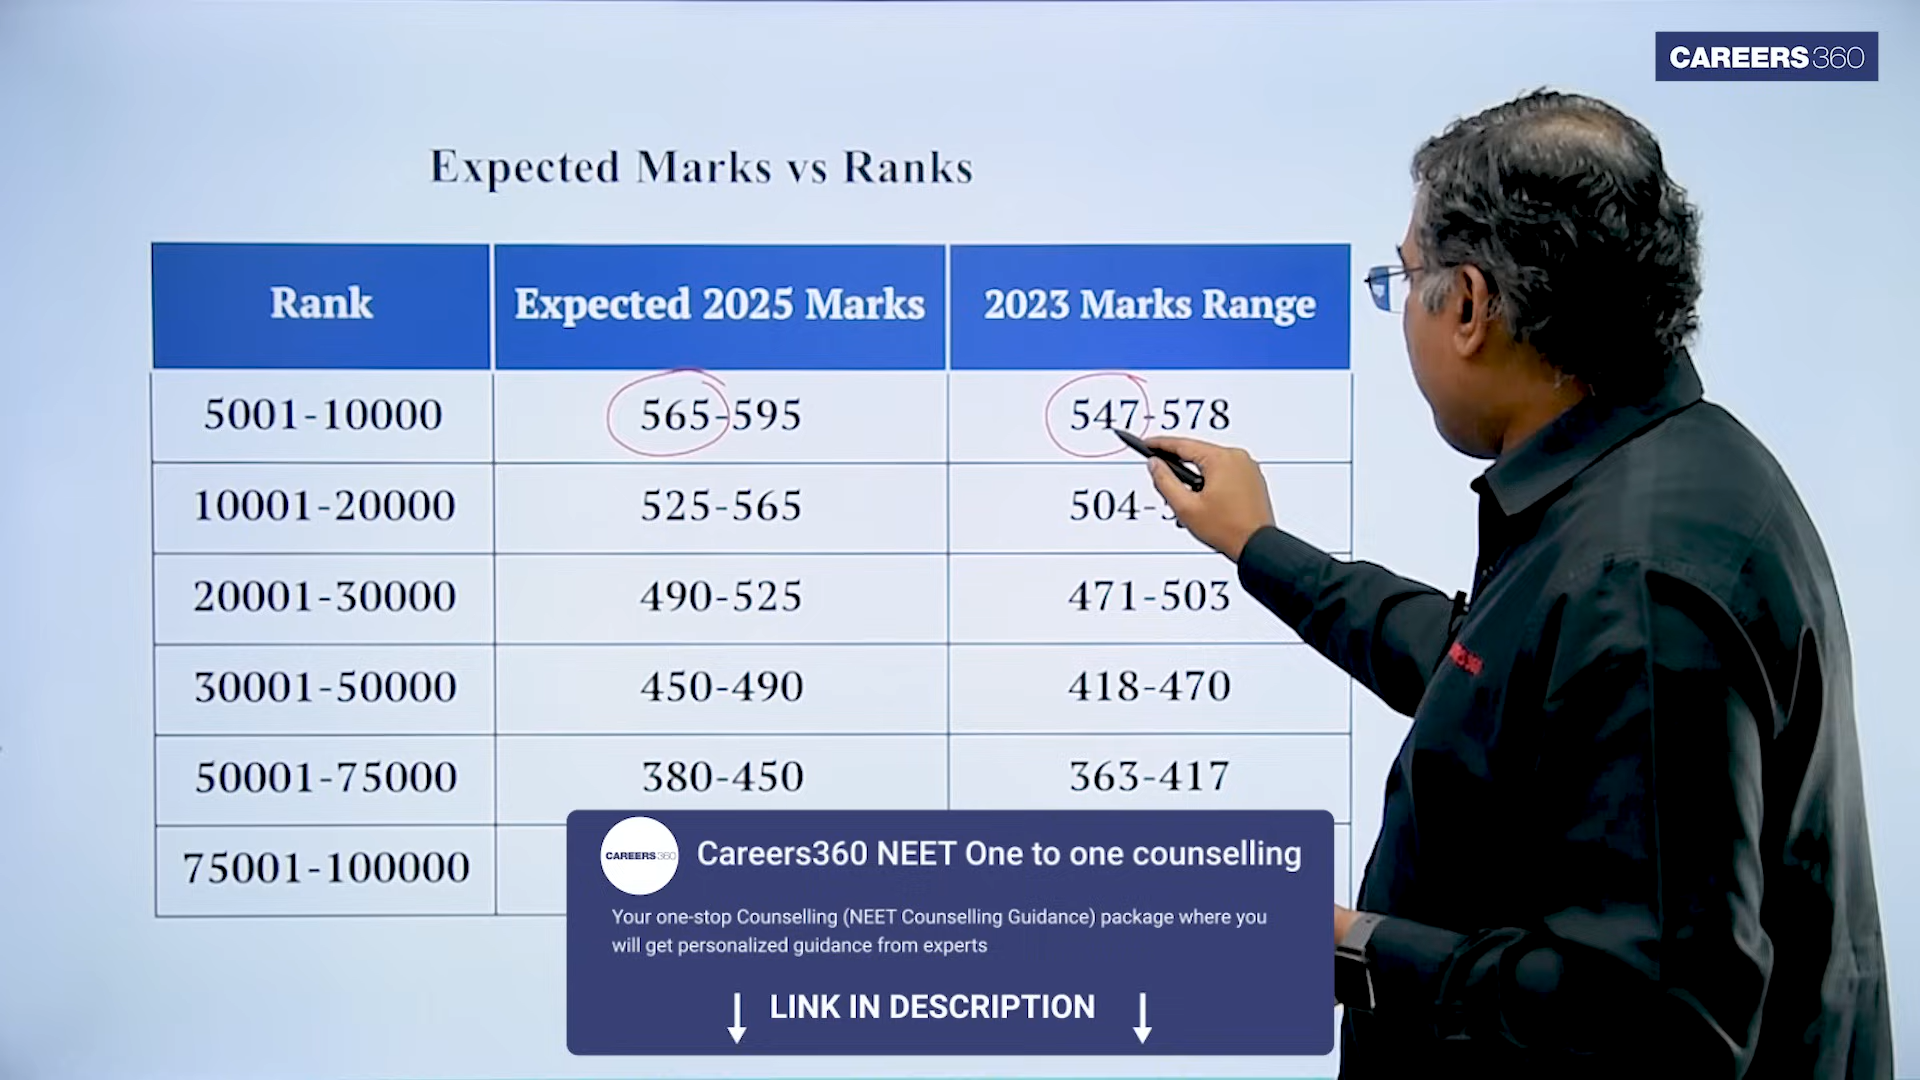 CAREERS360
Expected Marks vs Ranks
Rank Expected 2025 Marks 2023 Marks Range
5001-10000 565-595 547-578
10001-20000 525-565 504-
20001-30000 490-525 471-503
30001-50000 450-490 418-470
50001-75000 380-450 363-417
75001-100000
CAREERS360
Careers360 NEET One to one counselling
Your one-stop Counselling (NEET Counselling Guidance) package where you
will get personalized guidance from experts
LINK IN DESCRIPTION